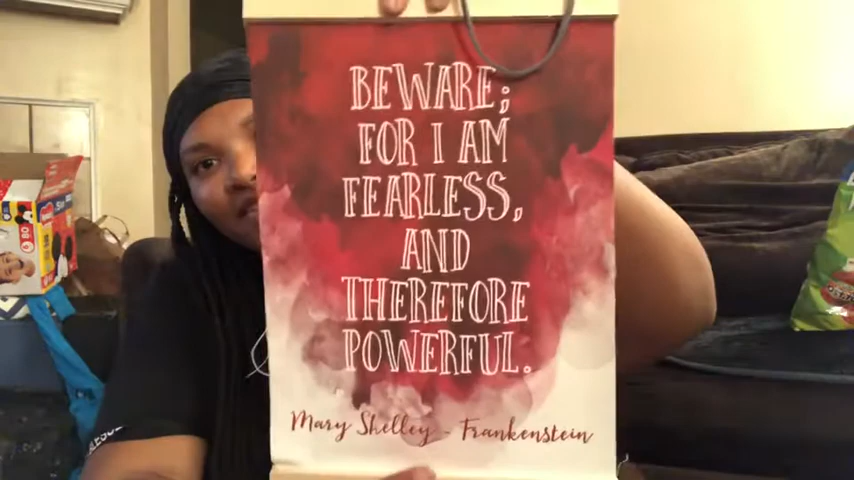 BEWARE;
FOR I AM
FEARLESS,
AND
THEREFORE
POWERFUL.
Mary Shelley - Frankenstein